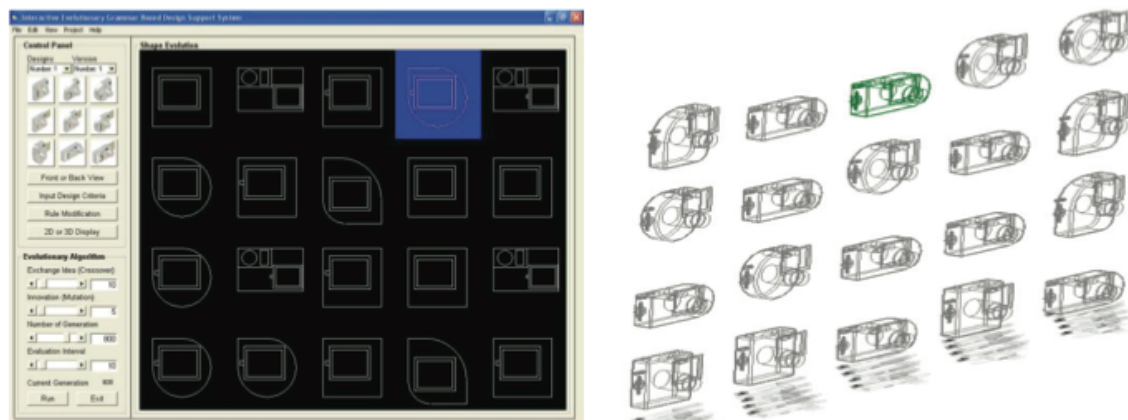 Interactive Evolutionary Grammar Based Design Support System
File Edit View Project Help
Control Panel
Designs Version
Number 1 Number 1
Front or Back View
Input Design Criteria
Rule Modification
2D or 3D Display
Evolutionary Algorithm
Exchange Idea (Crossover)
10
Innovation (Mutation)
5
Number of Generation
Evaluation Interval
10
Current Generation
Run Exit
Shape Evolution